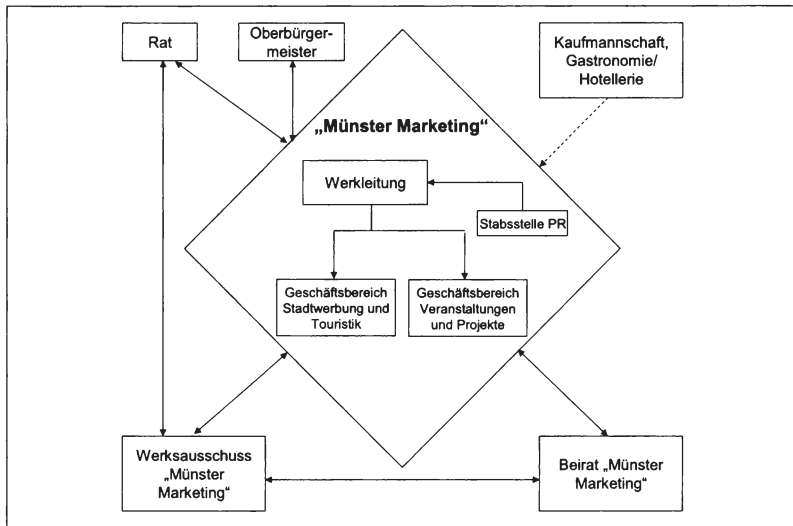 Rat
Oberbürger-
meister
Kaufmannschaft,
Gastronomie/
Hotellerie
„Münster Marketing“
Werkleitung
Stabsstelle PR
Geschäftsbereich
Stadtwerbung und
Touristik
Geschäftsbereich
Veranstaltungen
und Projekte
Werksausschuss
„Münster
Marketing“
Beirat „Münster
Marketing“